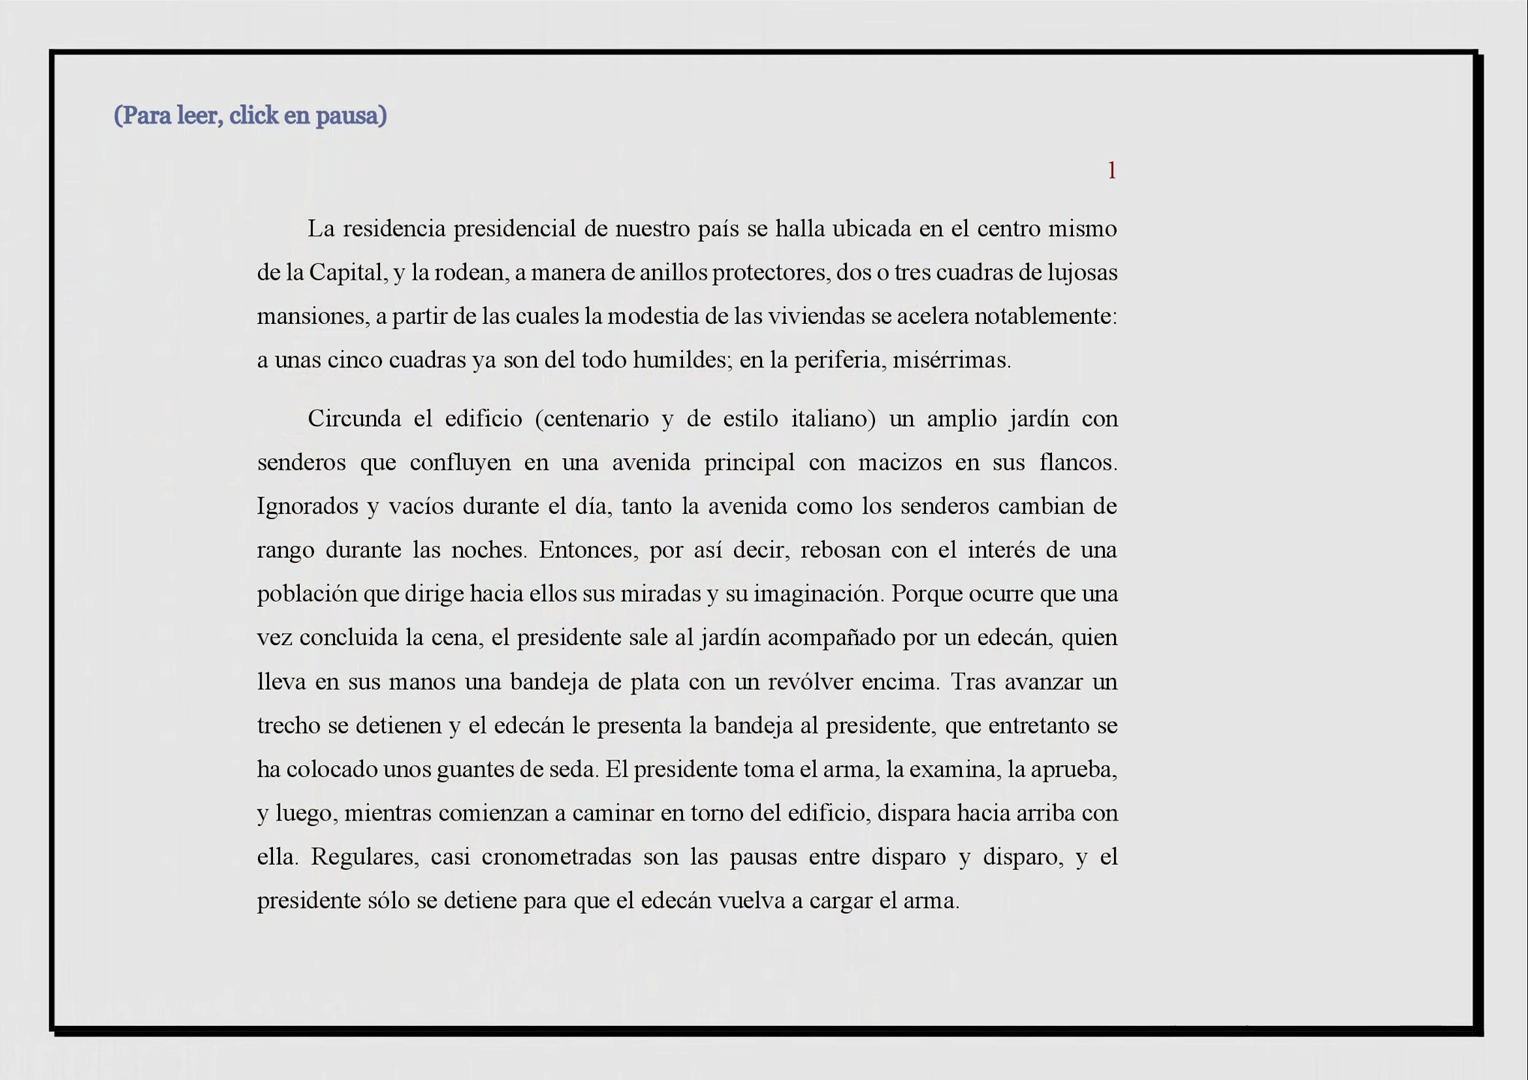 (Para leer, click en pausa)
1
La residencia presidencial de nuestro país se halla ubicada en el centro mismo
de la Capital, y la rodean, a manera de anillos protectores, dos o tres cuadras de lujosas
mansiones, a partir de las cuales la modestia de las viviendas se acelera notablemente:
a unas cinco cuadras ya son del todo humildes; en la periferia, misérrimas.
Circunda el edificio (centenario y de estilo italiano) un amplio jardín con
senderos que confluyen en una avenida principal con macizos en sus flancos.
Ignorados y vacíos durante el día, tanto la avenida como los senderos cambian de
rango durante las noches. Entonces, por así decir, rebosan con el interés de una
población que dirige hacia ellos sus miradas y su imaginación. Porque ocurre que una
vez concluida la cena, el presidente sale al jardín acompañado por un edecán, quien
lleva en sus manos una bandeja de plata con un revólver encima. Tras avanzar un
trecho se detienen y el edecán le presenta la bandeja al presidente, que entretanto se
ha colocado unos guantes de seda. El presidente toma el arma, la examina, la aprueba,
y luego, mientras comienzan a caminar en torno del edificio, dispara hacia arriba con
ella. Regulares, casi cronometradas son las pausas entre disparo y disparo, y el
presidente sólo se detiene para que el edecán vuelva a cargar el arma.